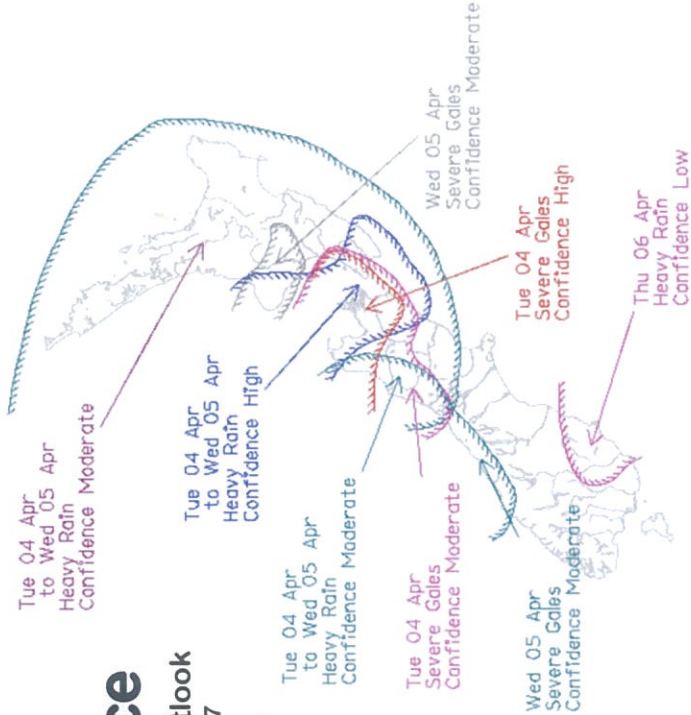 ce
tlook
7
Tue 04 Apr
to Wed 05 Apr
Heavy Rain
Confidence Moderate
Tue 04 Apr
to Wed 05 Apr
Heavy Rain
Confidence High
Tue 04 Apr
to Wed 05 Apr
Heavy Rain
Confidence Moderate
Tue 04 Apr
Severe Gales
Confidence Moderate
Wed 05 Apr
Severe Gales
Confidence Moderate
Wed 05 Apr
Severe Gales
Confidence Moderate
Tue 04 Apr
Severe Gales
Confidence High
Thu 06 Apr
Heavy Rain
Confidence Low